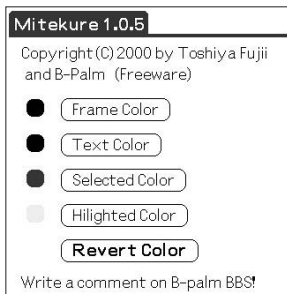 Mitekure 1.0.5
Copyright (C) 2000 by Toshiya Fujii
and B-Palm (Freeware)
Frame Color
Text Color
Selected Color
Hilighted Color
Revert Color
Write a comment on B-palm BBS!